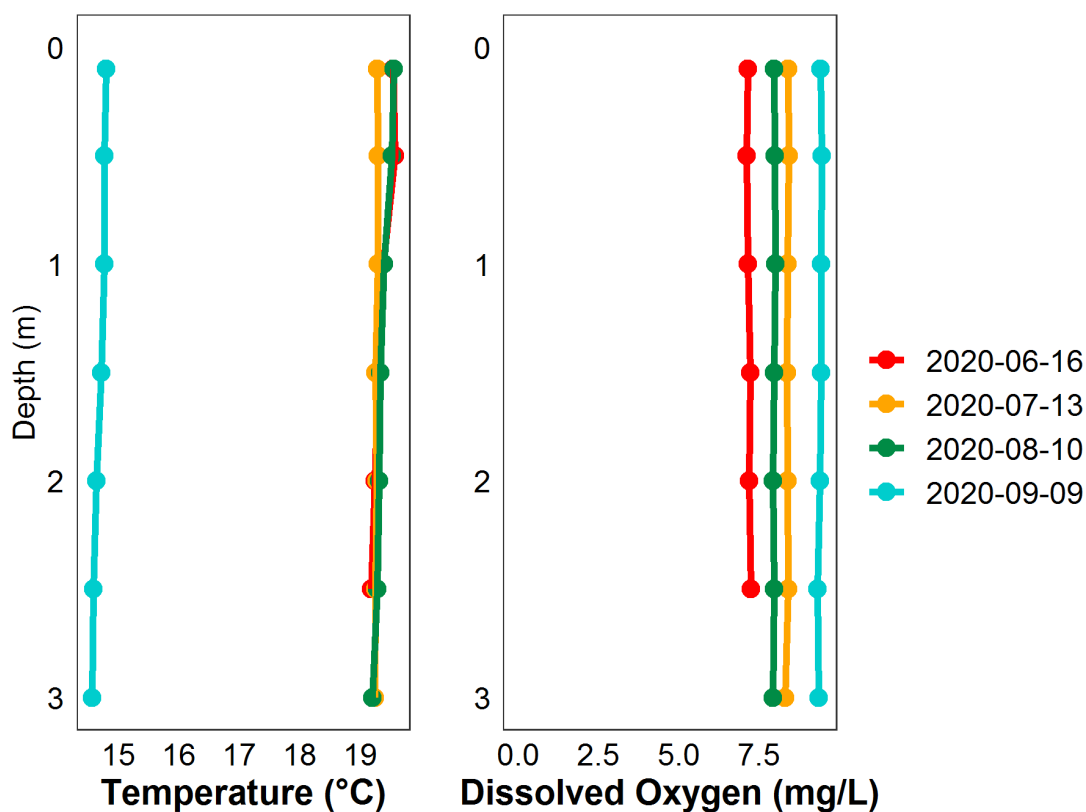 0
1
2
3
Depth (m)
15 16 17 18 19
Temperature (°C)
0
1
2
3
0.0 2.5 5.0 7.5
Dissolved Oxygen (mg/L)
2020-06-16
2020-07-13
2020-08-10
2020-09-09